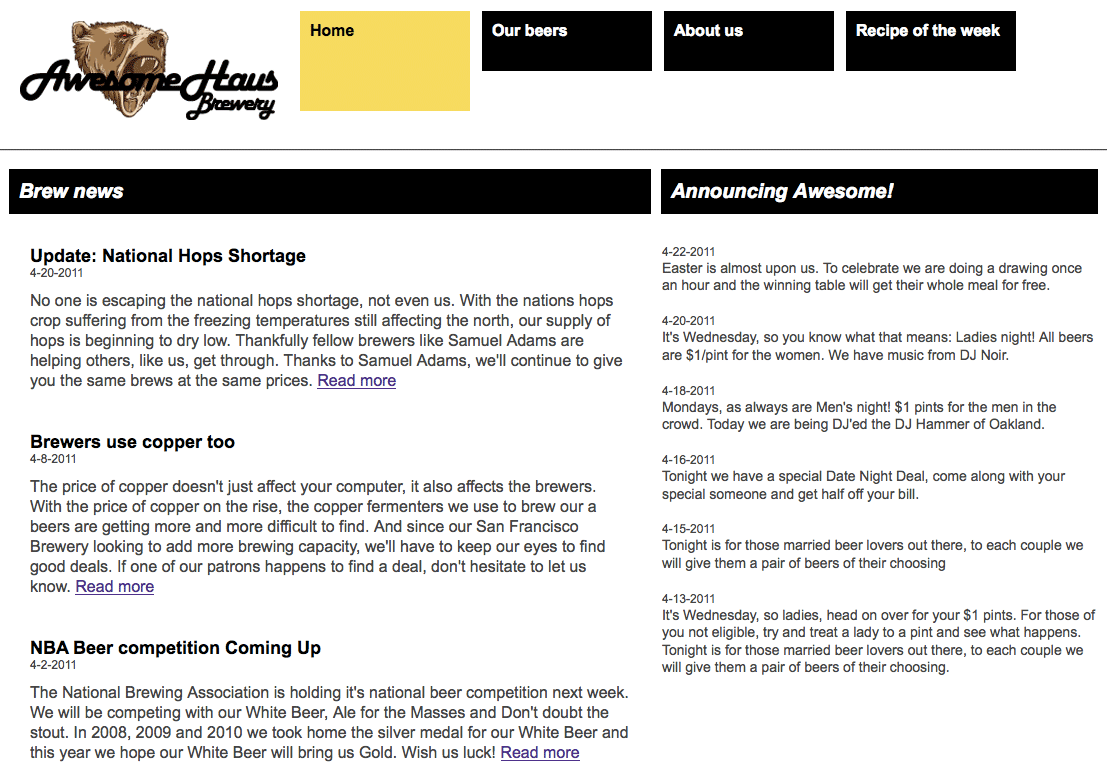 AwesomeHaus
Brewery
Home
Our beers
About us
Recipe of the week
Brew news
Update: National Hops Shortage
4-20-2011
No one is escaping the national hops shortage, not even us. With the nations hops
crop suffering from the freezing temperatures still affecting the north, our supply of
hops is beginning to dry low. Thankfully fellow brewers like Samuel Adams are
helping others, like us, get through. Thanks to Samuel Adams, we'll continue to give
you the same brews at the same prices. Read more
Brewers use copper too
4-8-2011
The price of copper doesn't just affect your computer, it also affects the brewers.
With the price of copper on the rise, the copper fermenters we use to brew our a
beers are getting more and more difficult to find. And since our San Francisco
Brewery looking to add more brewing capacity, we'll have to keep our eyes to find
good deals. If one of our patrons happens to find a deal, don't hesitate to let us
know. Read more
NBA Beer competition Coming Up
4-2-2011
The National Brewing Association is holding it's national beer competition next week.
We will be competing with our White Beer, Ale for the Masses and Don't doubt the
stout. In 2008, 2009 and 2010 we took home the silver medal for our White Beer and
this year we hope our White Beer will bring us Gold. Wish us luck! Read more
Announcing Awesome!
4-22-2011
Easter is almost upon us. To celebrate we are doing a drawing once
an hour and the winning table will get their whole meal for free.
4-20-2011
It's Wednesday, so you know what that means: Ladies night! All beers
are $1/pint for the women. We have music from DJ Noir.
4-18-2011
Mondays, as always are Men's night! $1 pints for the men in the
crowd. Today we are being DJ'ed the DJ Hammer of Oakland.
4-16-2011
Tonight we have a special Date Night Deal, come along with your
special someone and get half off your bill.
4-15-2011
Tonight is for those married beer lovers out there, to each couple we
will give them a pair of beers of their choosing
4-13-2011
It's Wednesday, so ladies, head on over for your $1 pints. For those of
you not eligible, try and treat a lady to a pint and see what happens.
Tonight is for those married beer lovers out there, to each couple we
will give them a pair of beers of their choosing.